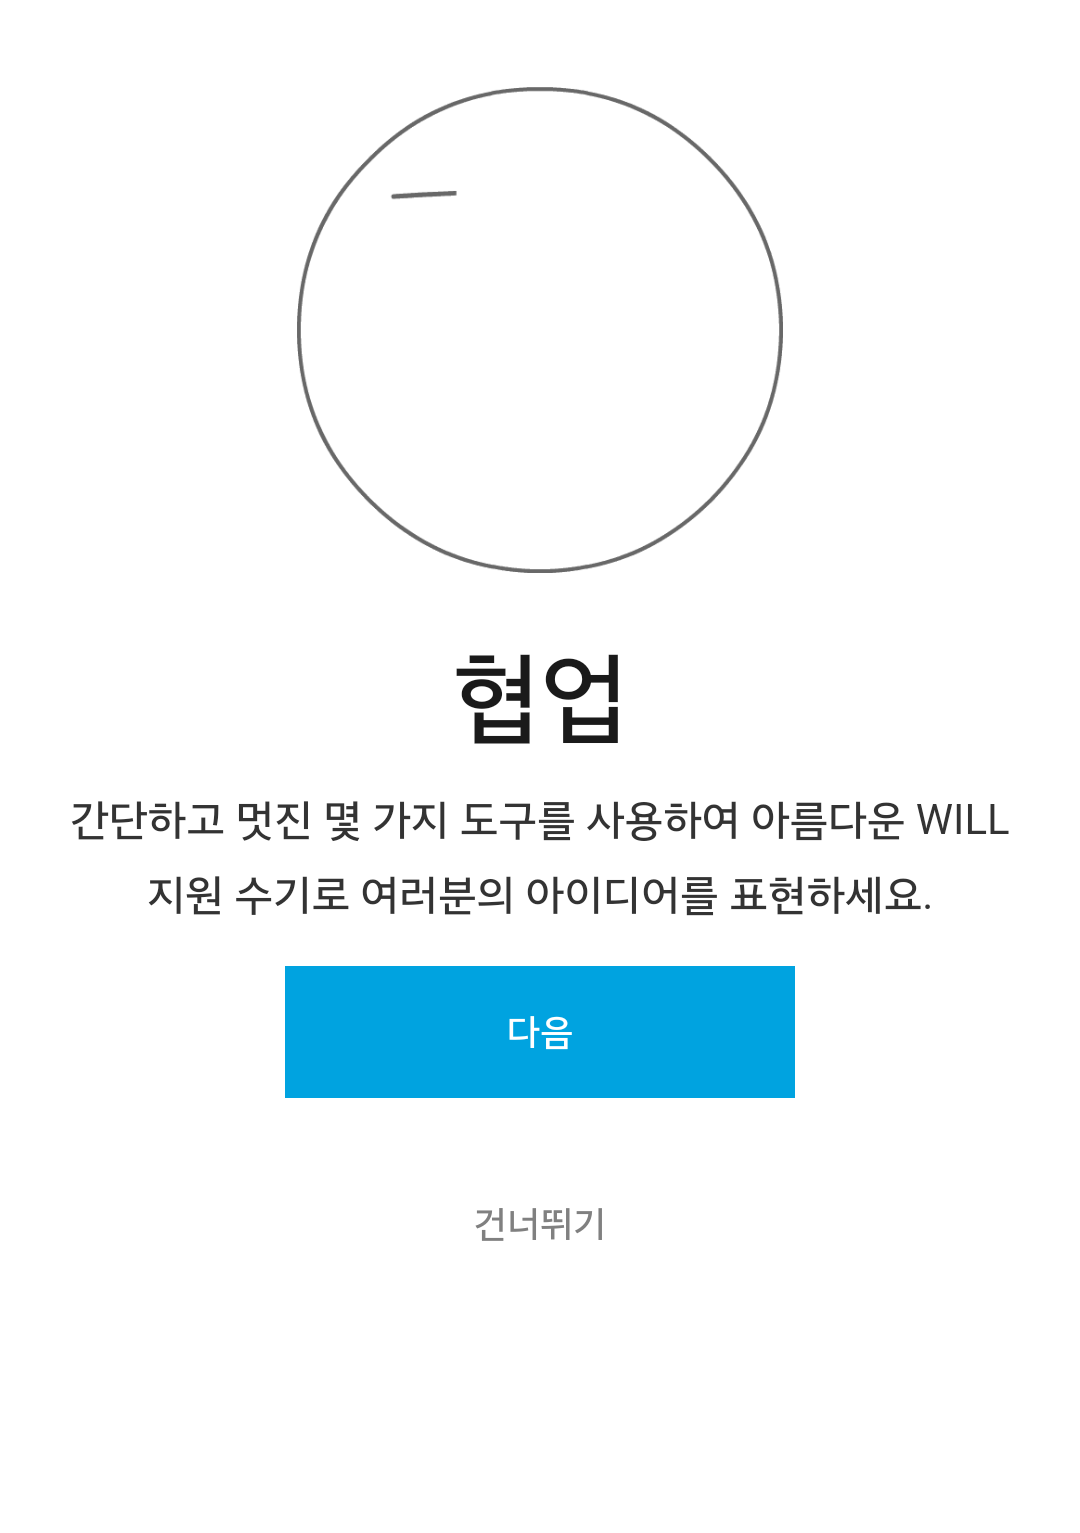 협업
간단하고 멋진 몇 가지 도구를 사용하여 아름다운 WILL
지원 수기로 여러분의 아이디어를 표현하세요.
다음
건너뛰기